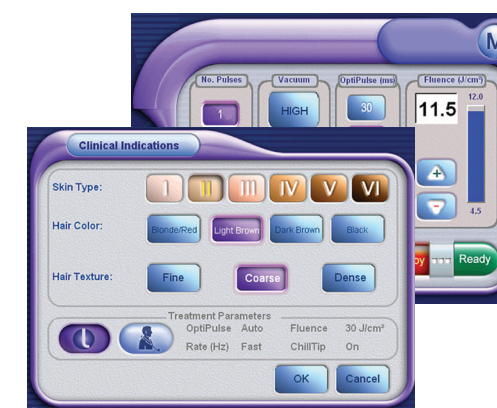 M
No. Pulses
Vacuum
OptiPulse (ms)
Fluence (J/cm²)
1
HIGH
30
11.5
12.0
4.5
+
-
by
Ready
Clinical Indications
Skin Type:
I
II
III
IV
V
VI
Hair Color:
Blonde/Red
Light Brown
Dark Brown
Black
Hair Texture:
Fine
Coarse
Dense
Treatment Parameters
OptiPulse Auto Fluence 30 J/cm²
Rate (Hz) Fast ChillTip On
OK
Cancel